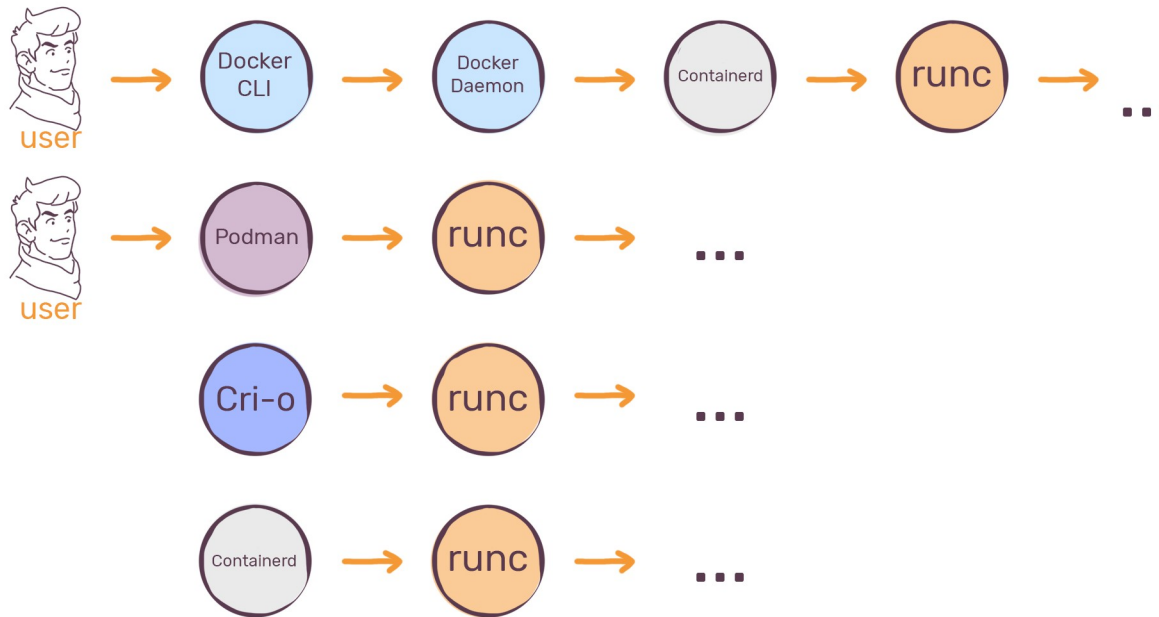 Docker
CLI
Docker
Daemon
Containerd
runc
..
user
Podman
runc
...
user
Cri-o
runc
...
Containerd
runc
...